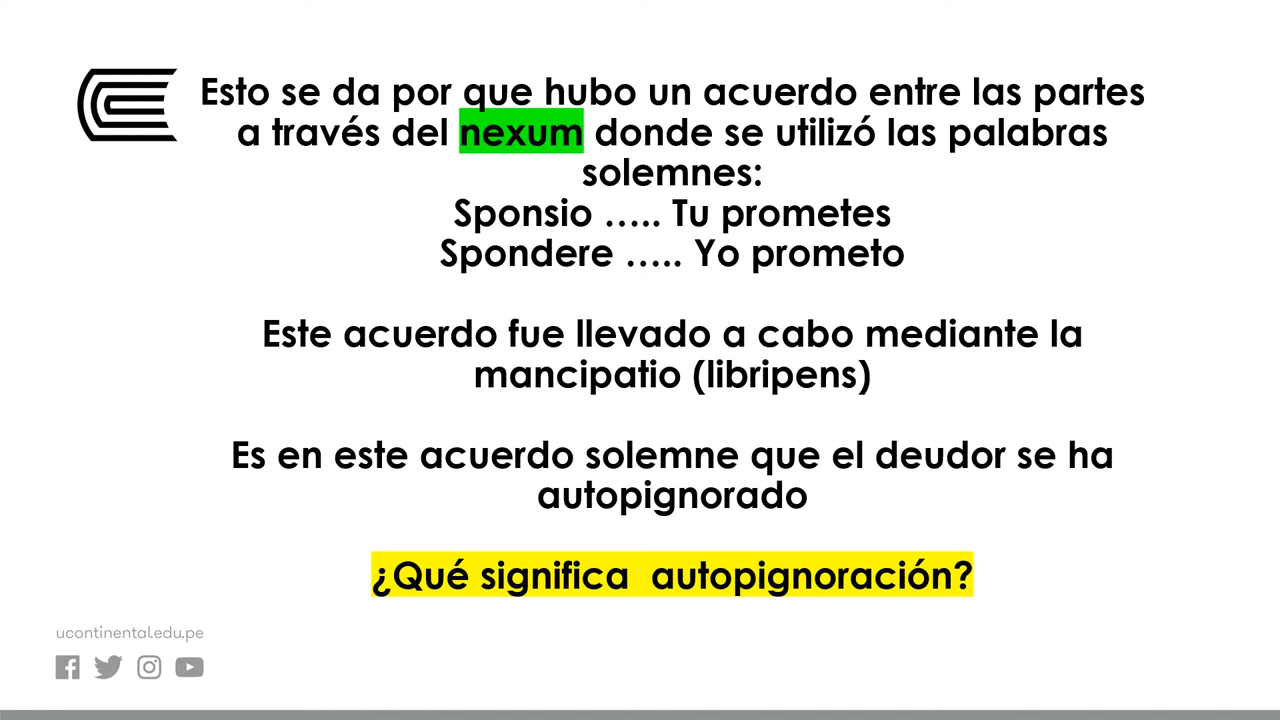 Esto se da por que hubo un acuerdo entre las partes
a través del nexum donde se utilizó las palabras
solemnes:
Sponsio ….. Tu prometes
Spondere ….. Yo prometo
Este acuerdo fue llevado a cabo mediante la
mancipatio (libripens)
Es en este acuerdo solemne que el deudor se ha
autopignorado
¿Qué significa  autopignoración?
ucontinental.edu.pe